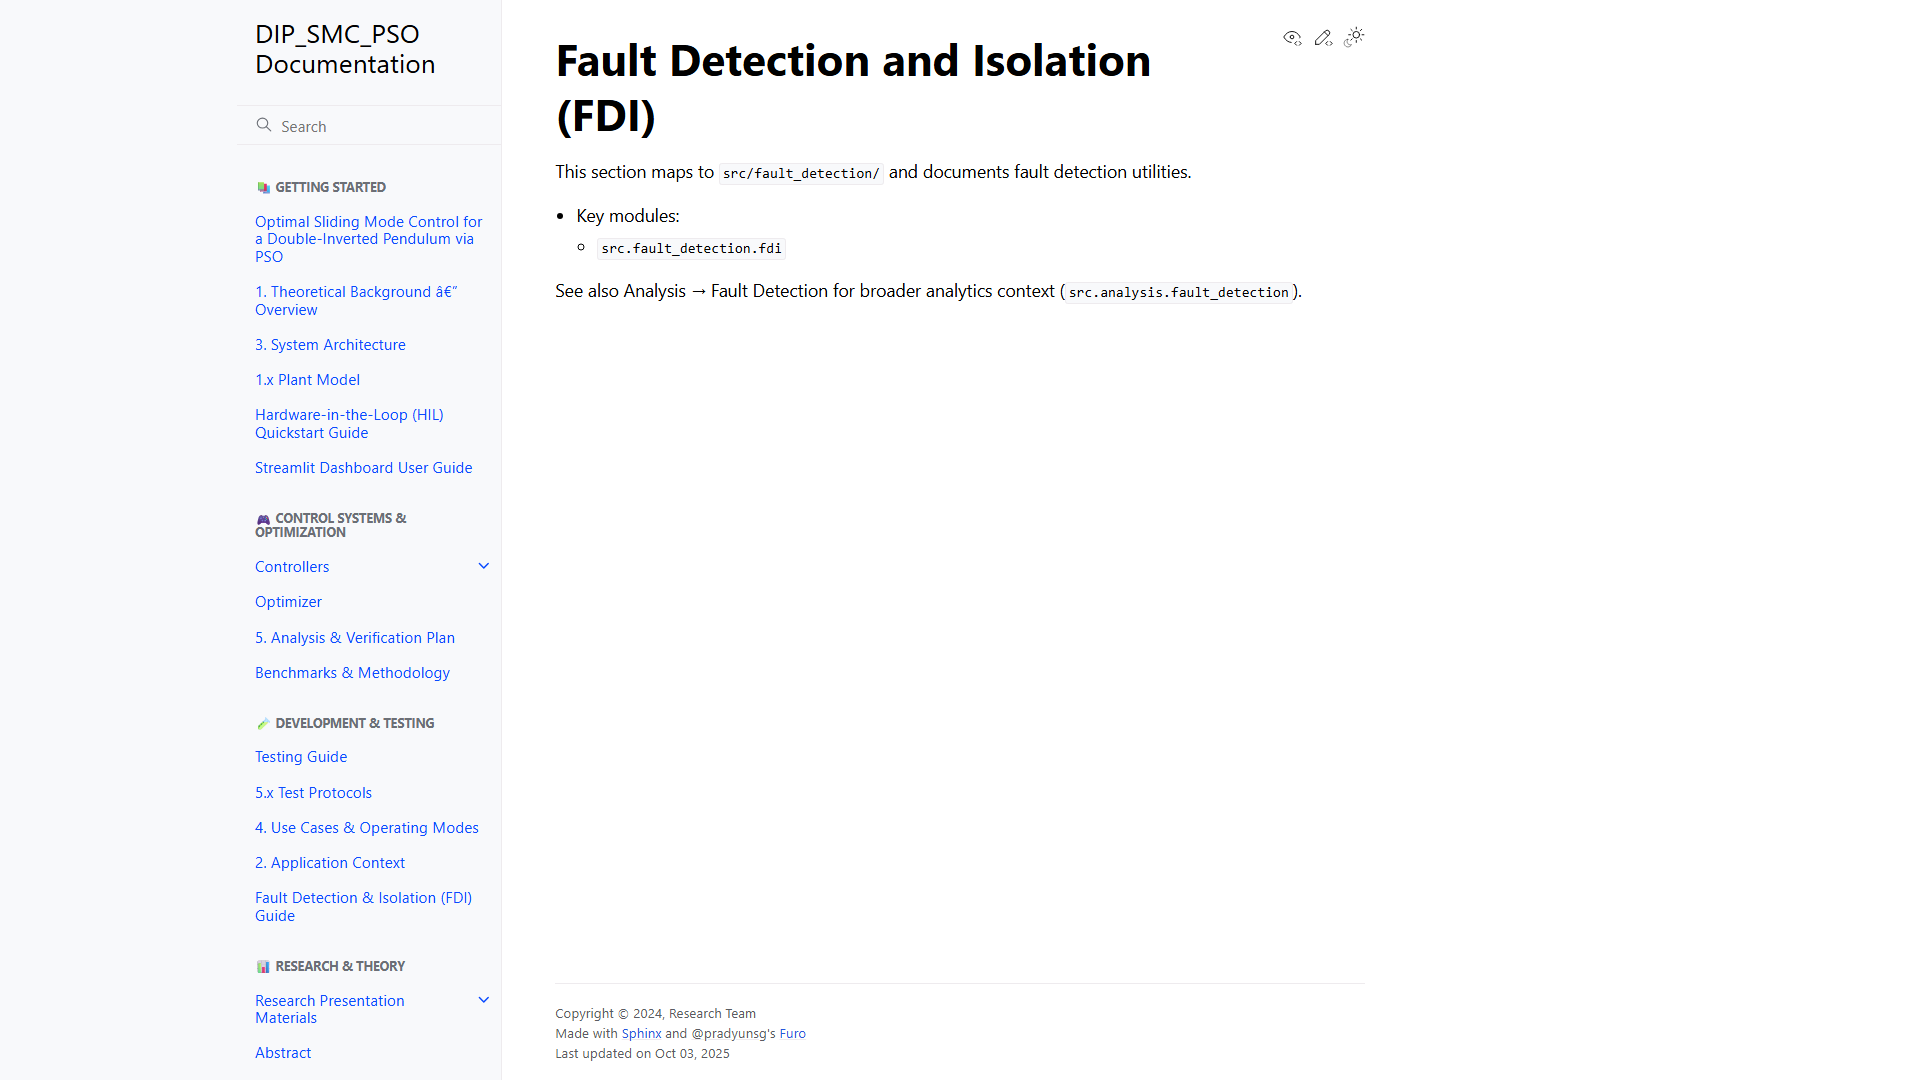 DIP_SMC_PSO
Documentation
Search
GETTING STARTED
Optimal Sliding Mode Control for
a Double-Inverted Pendulum via
PSO
1. Theoretical Background â€”
Overview
3. System Architecture
1.x Plant Model
Hardware-in-the-Loop (HIL)
Quickstart Guide
Streamlit Dashboard User Guide
CONTROL SYSTEMS &
OPTIMIZATION
Controllers
Optimizer
5. Analysis & Verification Plan
Benchmarks & Methodology
DEVELOPMENT & TESTING
Testing Guide
5.x Test Protocols
4. Use Cases & Operating Modes
2. Application Context
Fault Detection & Isolation (FDI)
Guide
RESEARCH & THEORY
Research Presentation
Materials
Abstract
Fault Detection and Isolation
(FDI)
This section maps to src/fault_detection/ and documents fault detection utilities.
• Key modules:
◦ src.fault_detection.fdi
See also Analysis → Fault Detection for broader analytics context (src.analysis.fault_detection).
Copyright © 2024, Research Team
Made with Sphinx and @pradyunsg's Furo
Last updated on Oct 03, 2025